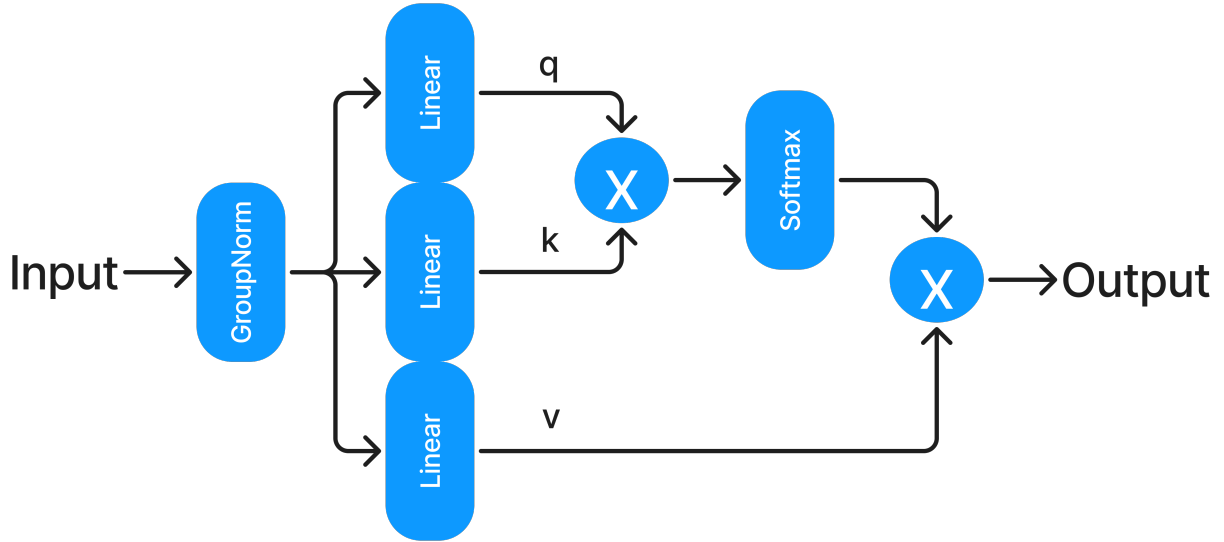 Input
GroupNorm
Linear
Linear
Linear
q
k
v
X
Softmax
X
Output